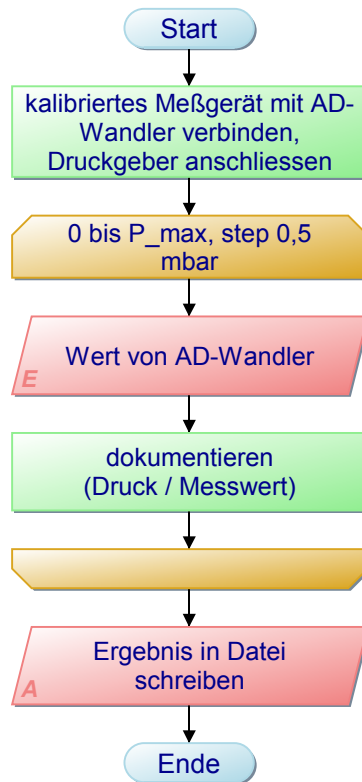 Start
kalibriertes Meßgerät mit AD-
Wandler verbinden,
Druckgeber anschliessen
0 bis P_max, step 0,5
mbar
Wert von AD-Wandler
E
dokumentieren
(Druck / Messwert)
Ergebnis in Datei
schreiben
A
Ende